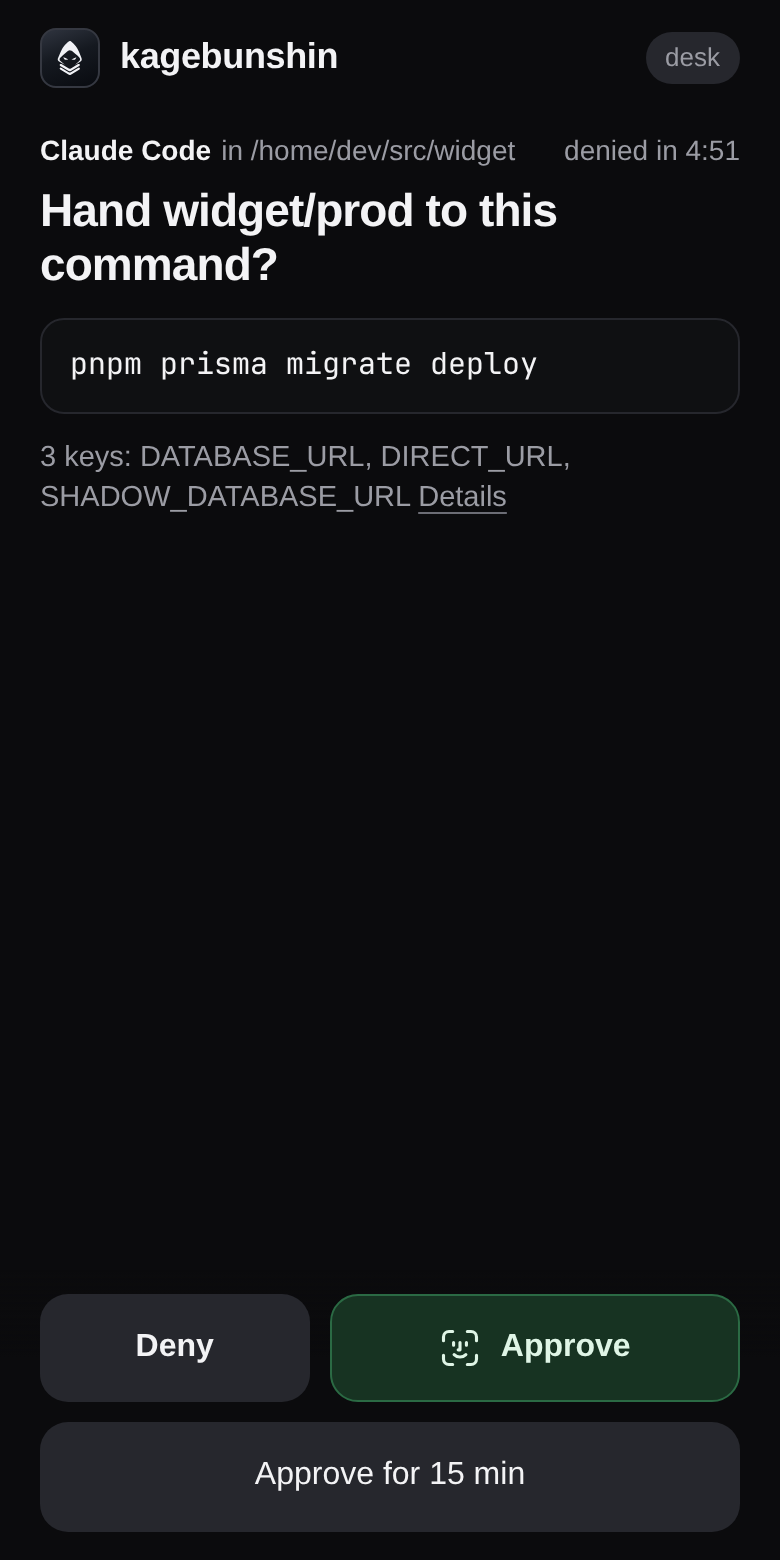 kagebunshin
desk
Claude Code in /home/dev/src/widget denied in 4:51
Hand widget/prod to this
command?
pnpm prisma migrate deploy
3 keys: DATABASE_URL, DIRECT_URL,
SHADOW_DATABASE_URL Details
Deny
Approve
Approve for 15 min